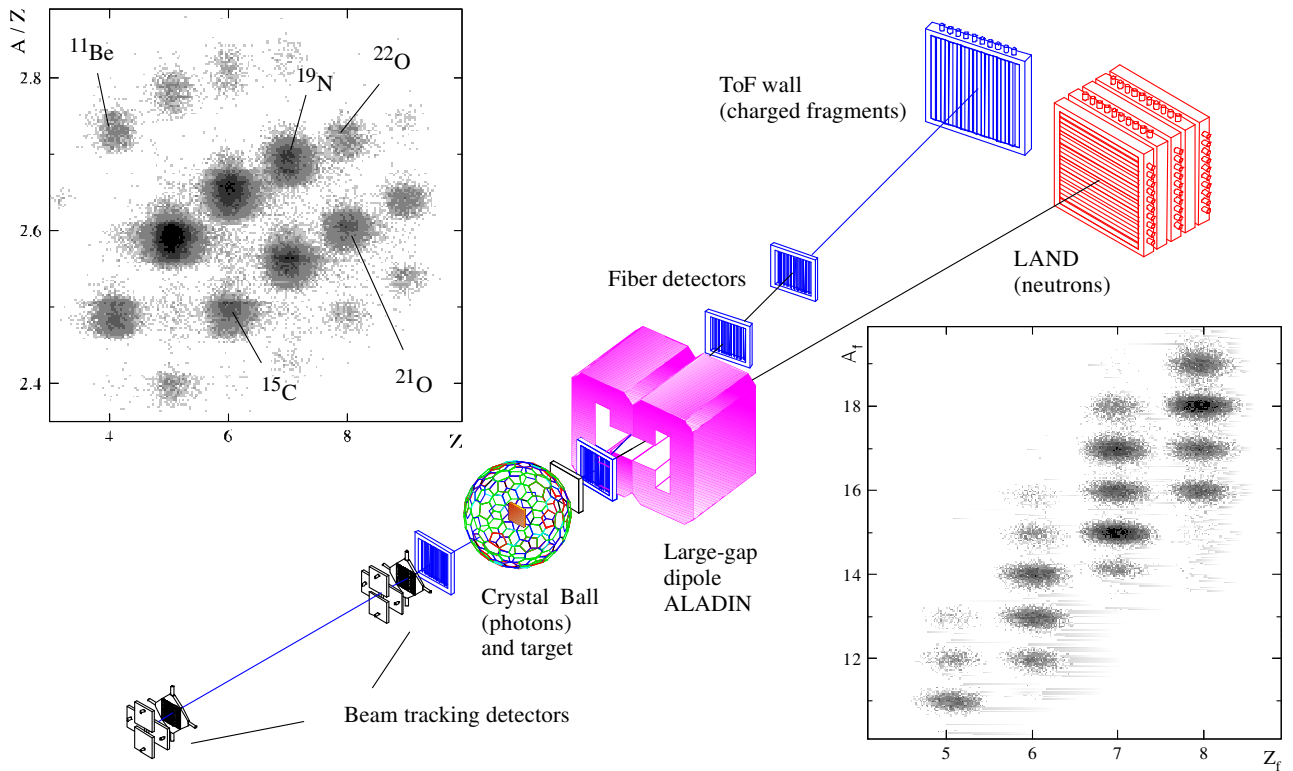 A / Z
2.8
2.6
2.4
4
6
8
Z
¹¹Be
²²O
¹⁹N
¹⁵C
²¹O
ToF wall
(charged fragments)
LAND
(neutrons)
Fiber detectors
Large-gap
dipole
ALADIN
Crystal Ball
(photons)
and target
Beam tracking detectors
A_f
18
16
14
12
5
6
7
8
Z_f